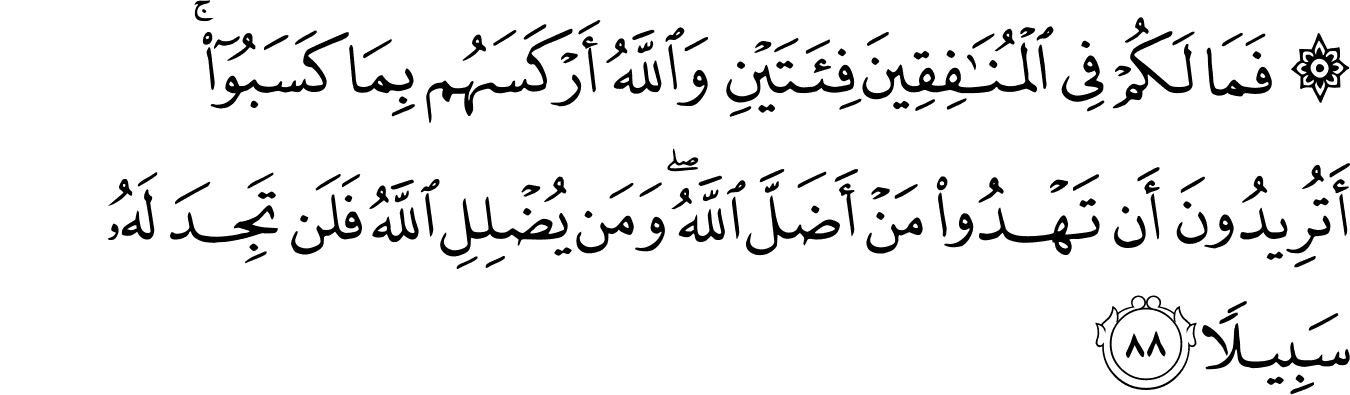 ۞ فَمَا لَكُمْ فِى ٱلْمُنَـٰفِقِينَ فِئَتَيْنِ وَٱللَّهُ أَرْكَسَهُم بِمَا كَسَبُوٓا۟ ۚ
أَتُرِيدُونَ أَن تَهْدُوا۟ مَنْ أَضَلَّ ٱللَّهُ ۖ وَمَن يُضْلِلِ ٱللَّهُ فَلَن تَجِدَ لَهُۥ
سَبِيلًا ٨٨